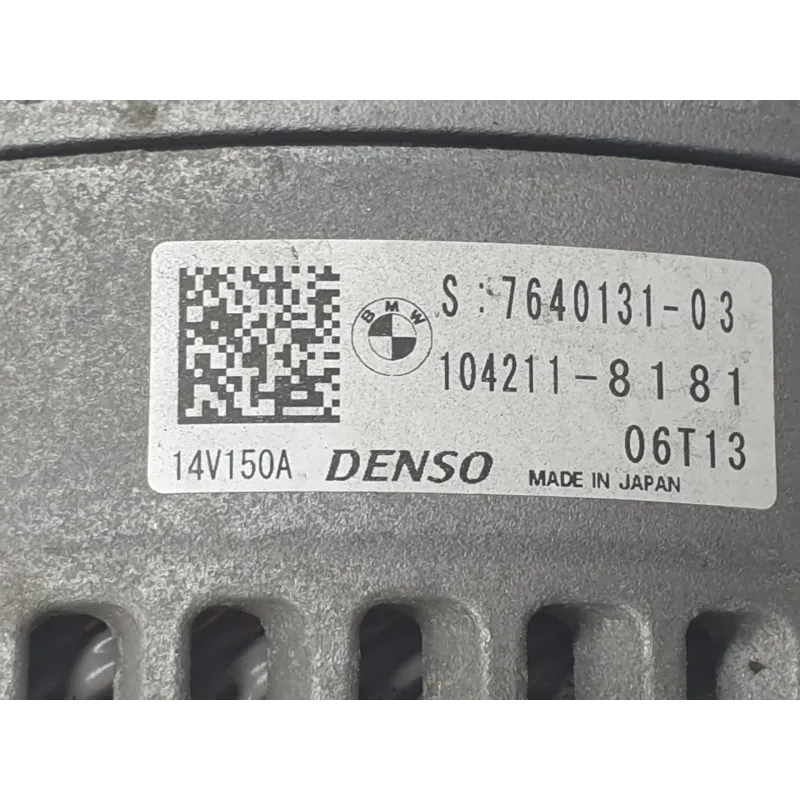 BMW
S:7640131-03
104211-8181
06T13
14V150A DENSO MADE IN JAPAN